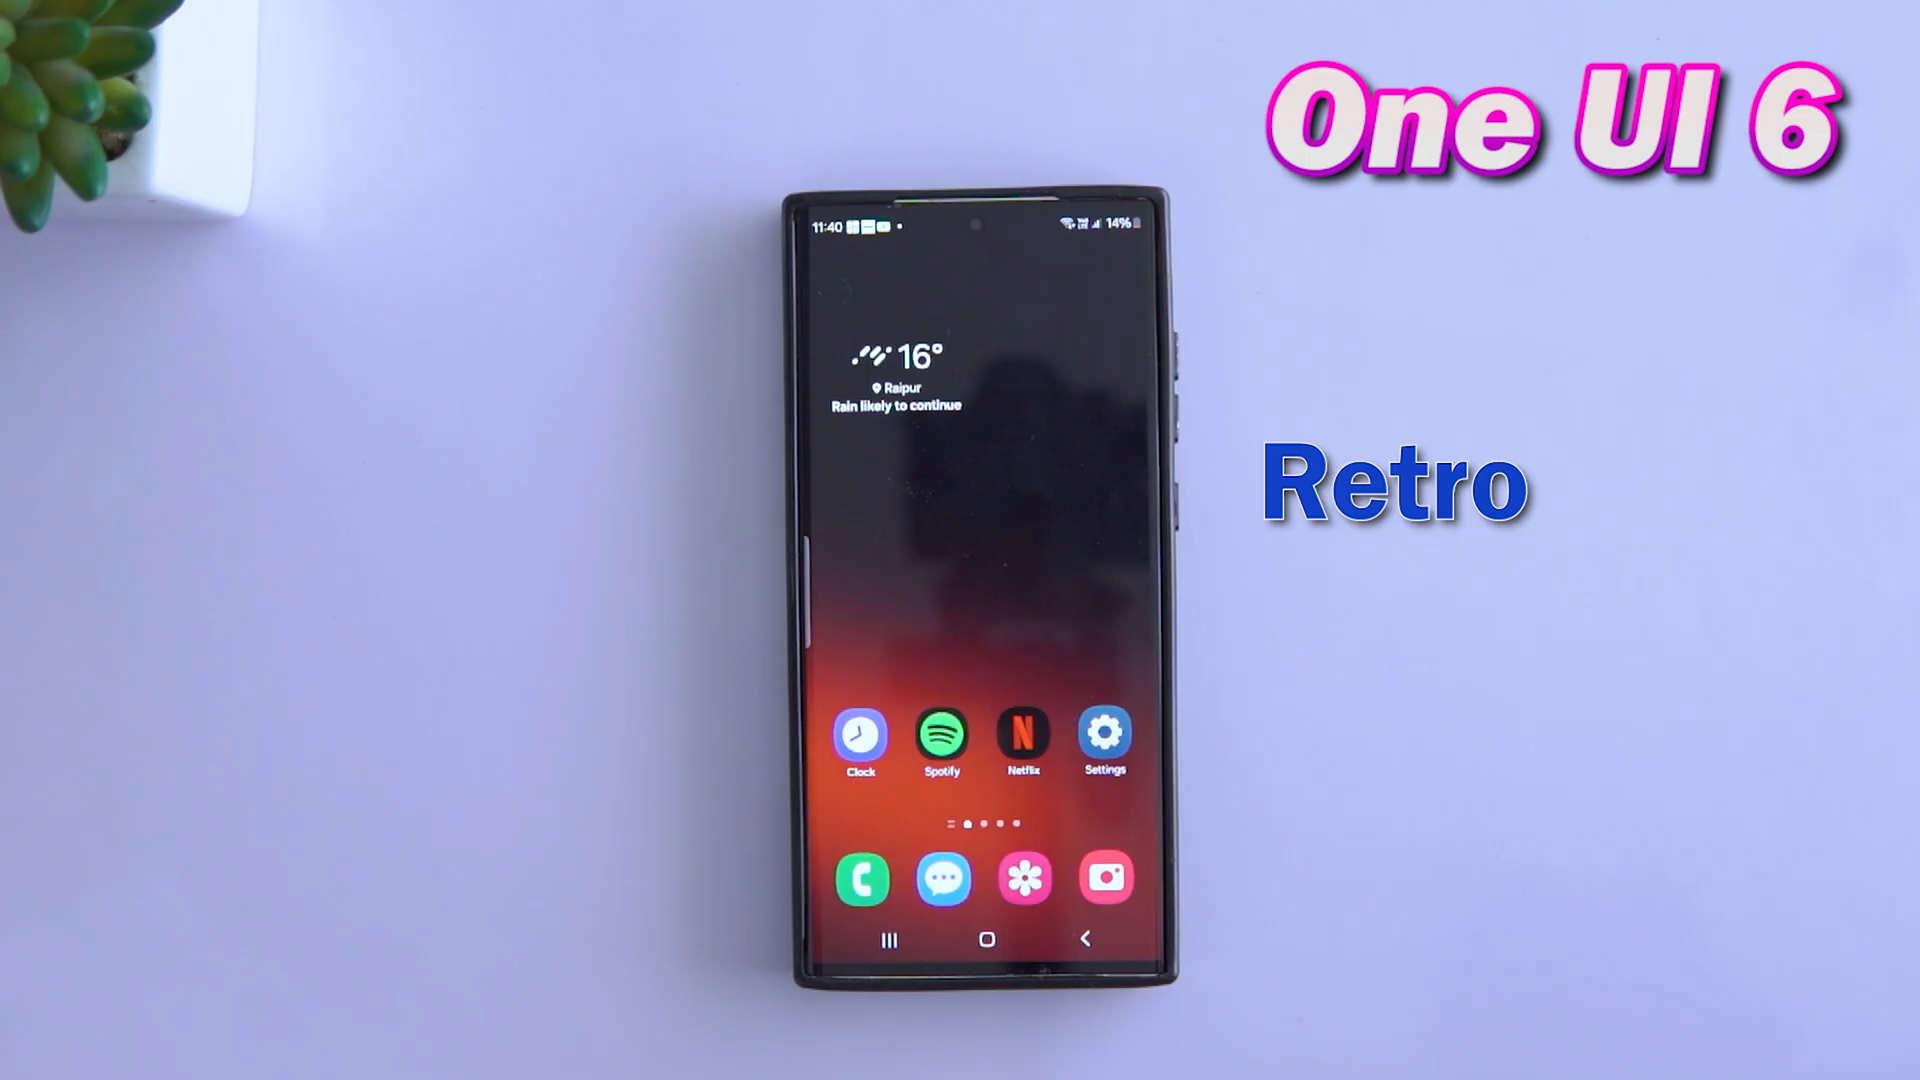 One UI 6
11:40
14%
16°
Raipur
Rain likely to continue
Retro
Clock
Spotify
Netflix
Settings